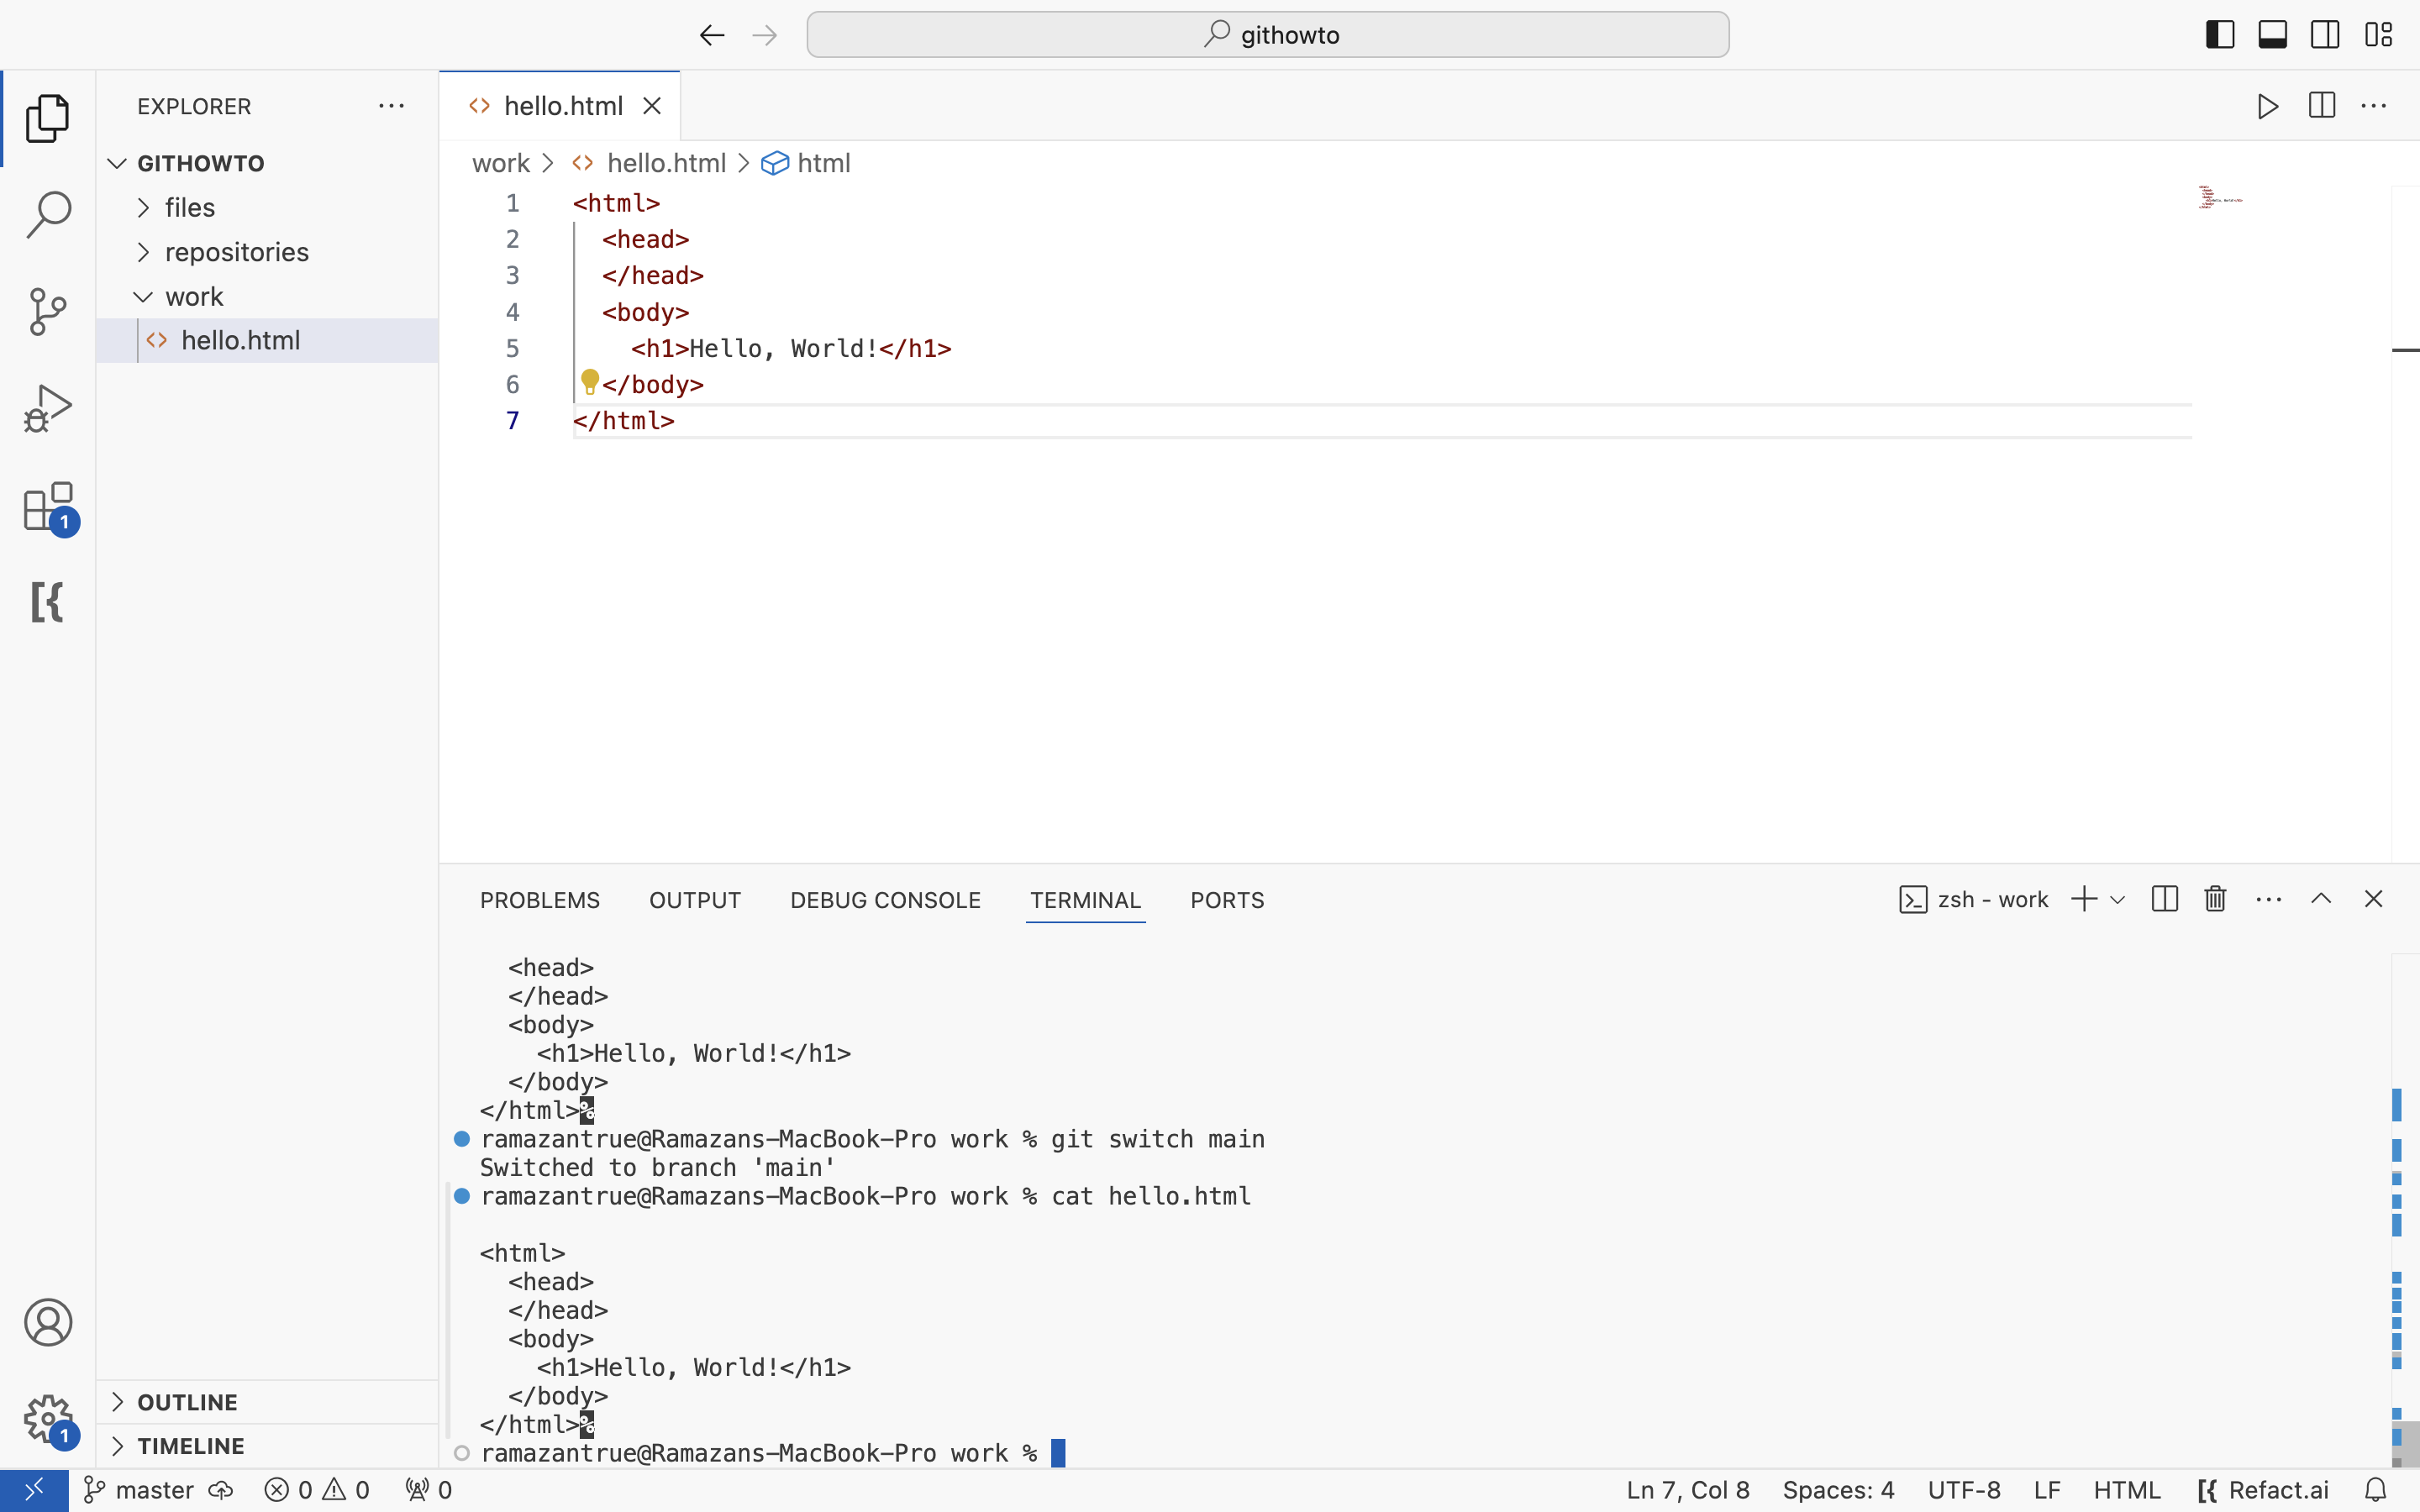 githowto
EXPLORER
GITHOWTO
files
repositories
work
hello.html
1
hello.html
work > hello.html > html
1 <html>
2   <head>
3   </head>
4   <body>
5     <h1>Hello, World!</h1>
6   </body>
7 </html>
PROBLEMS OUTPUT DEBUG CONSOLE TERMINAL PORTS zsh - work
  <head>
  </head>
  <body>
    <h1>Hello, World!</h1>
  </body>
</html>%
ramazantrue@Ramazans-MacBook-Pro work % git switch main
Switched to branch 'main'
ramazantrue@Ramazans-MacBook-Pro work % cat hello.html
<html>
  <head>
  </head>
  <body>
    <h1>Hello, World!</h1>
  </body>
</html>%
ramazantrue@Ramazans-MacBook-Pro work %
OUTLINE
TIMELINE
1
master 0 0 0 Ln 7, Col 8 Spaces: 4 UTF-8 LF HTML Refact.ai